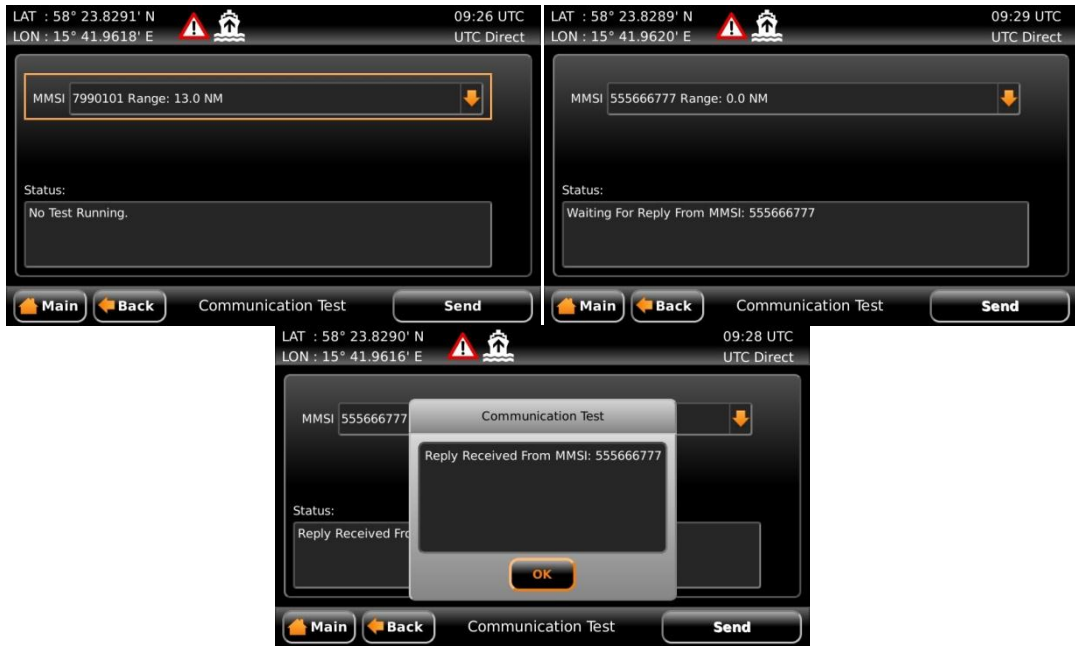 LAT : 58° 23.8291' N
LON : 15° 41.9618' E
09:26 UTC
UTC Direct
MMSI 7990101 Range: 13.0 NM
Status:
No Test Running.
Main Back Communication Test Send
LAT : 58° 23.8289' N
LON : 15° 41.9620' E
09:29 UTC
UTC Direct
MMSI 555666777 Range: 0.0 NM
Status:
Waiting For Reply From MMSI: 555666777
Main Back Communication Test Send
LAT : 58° 23.8290' N
LON : 15° 41.9616' E
09:28 UTC
UTC Direct
MMSI 555666777
Communication Test
Reply Received From MMSI: 555666777
OK
Status:
Reply Received Fro
Main Back Communication Test Send